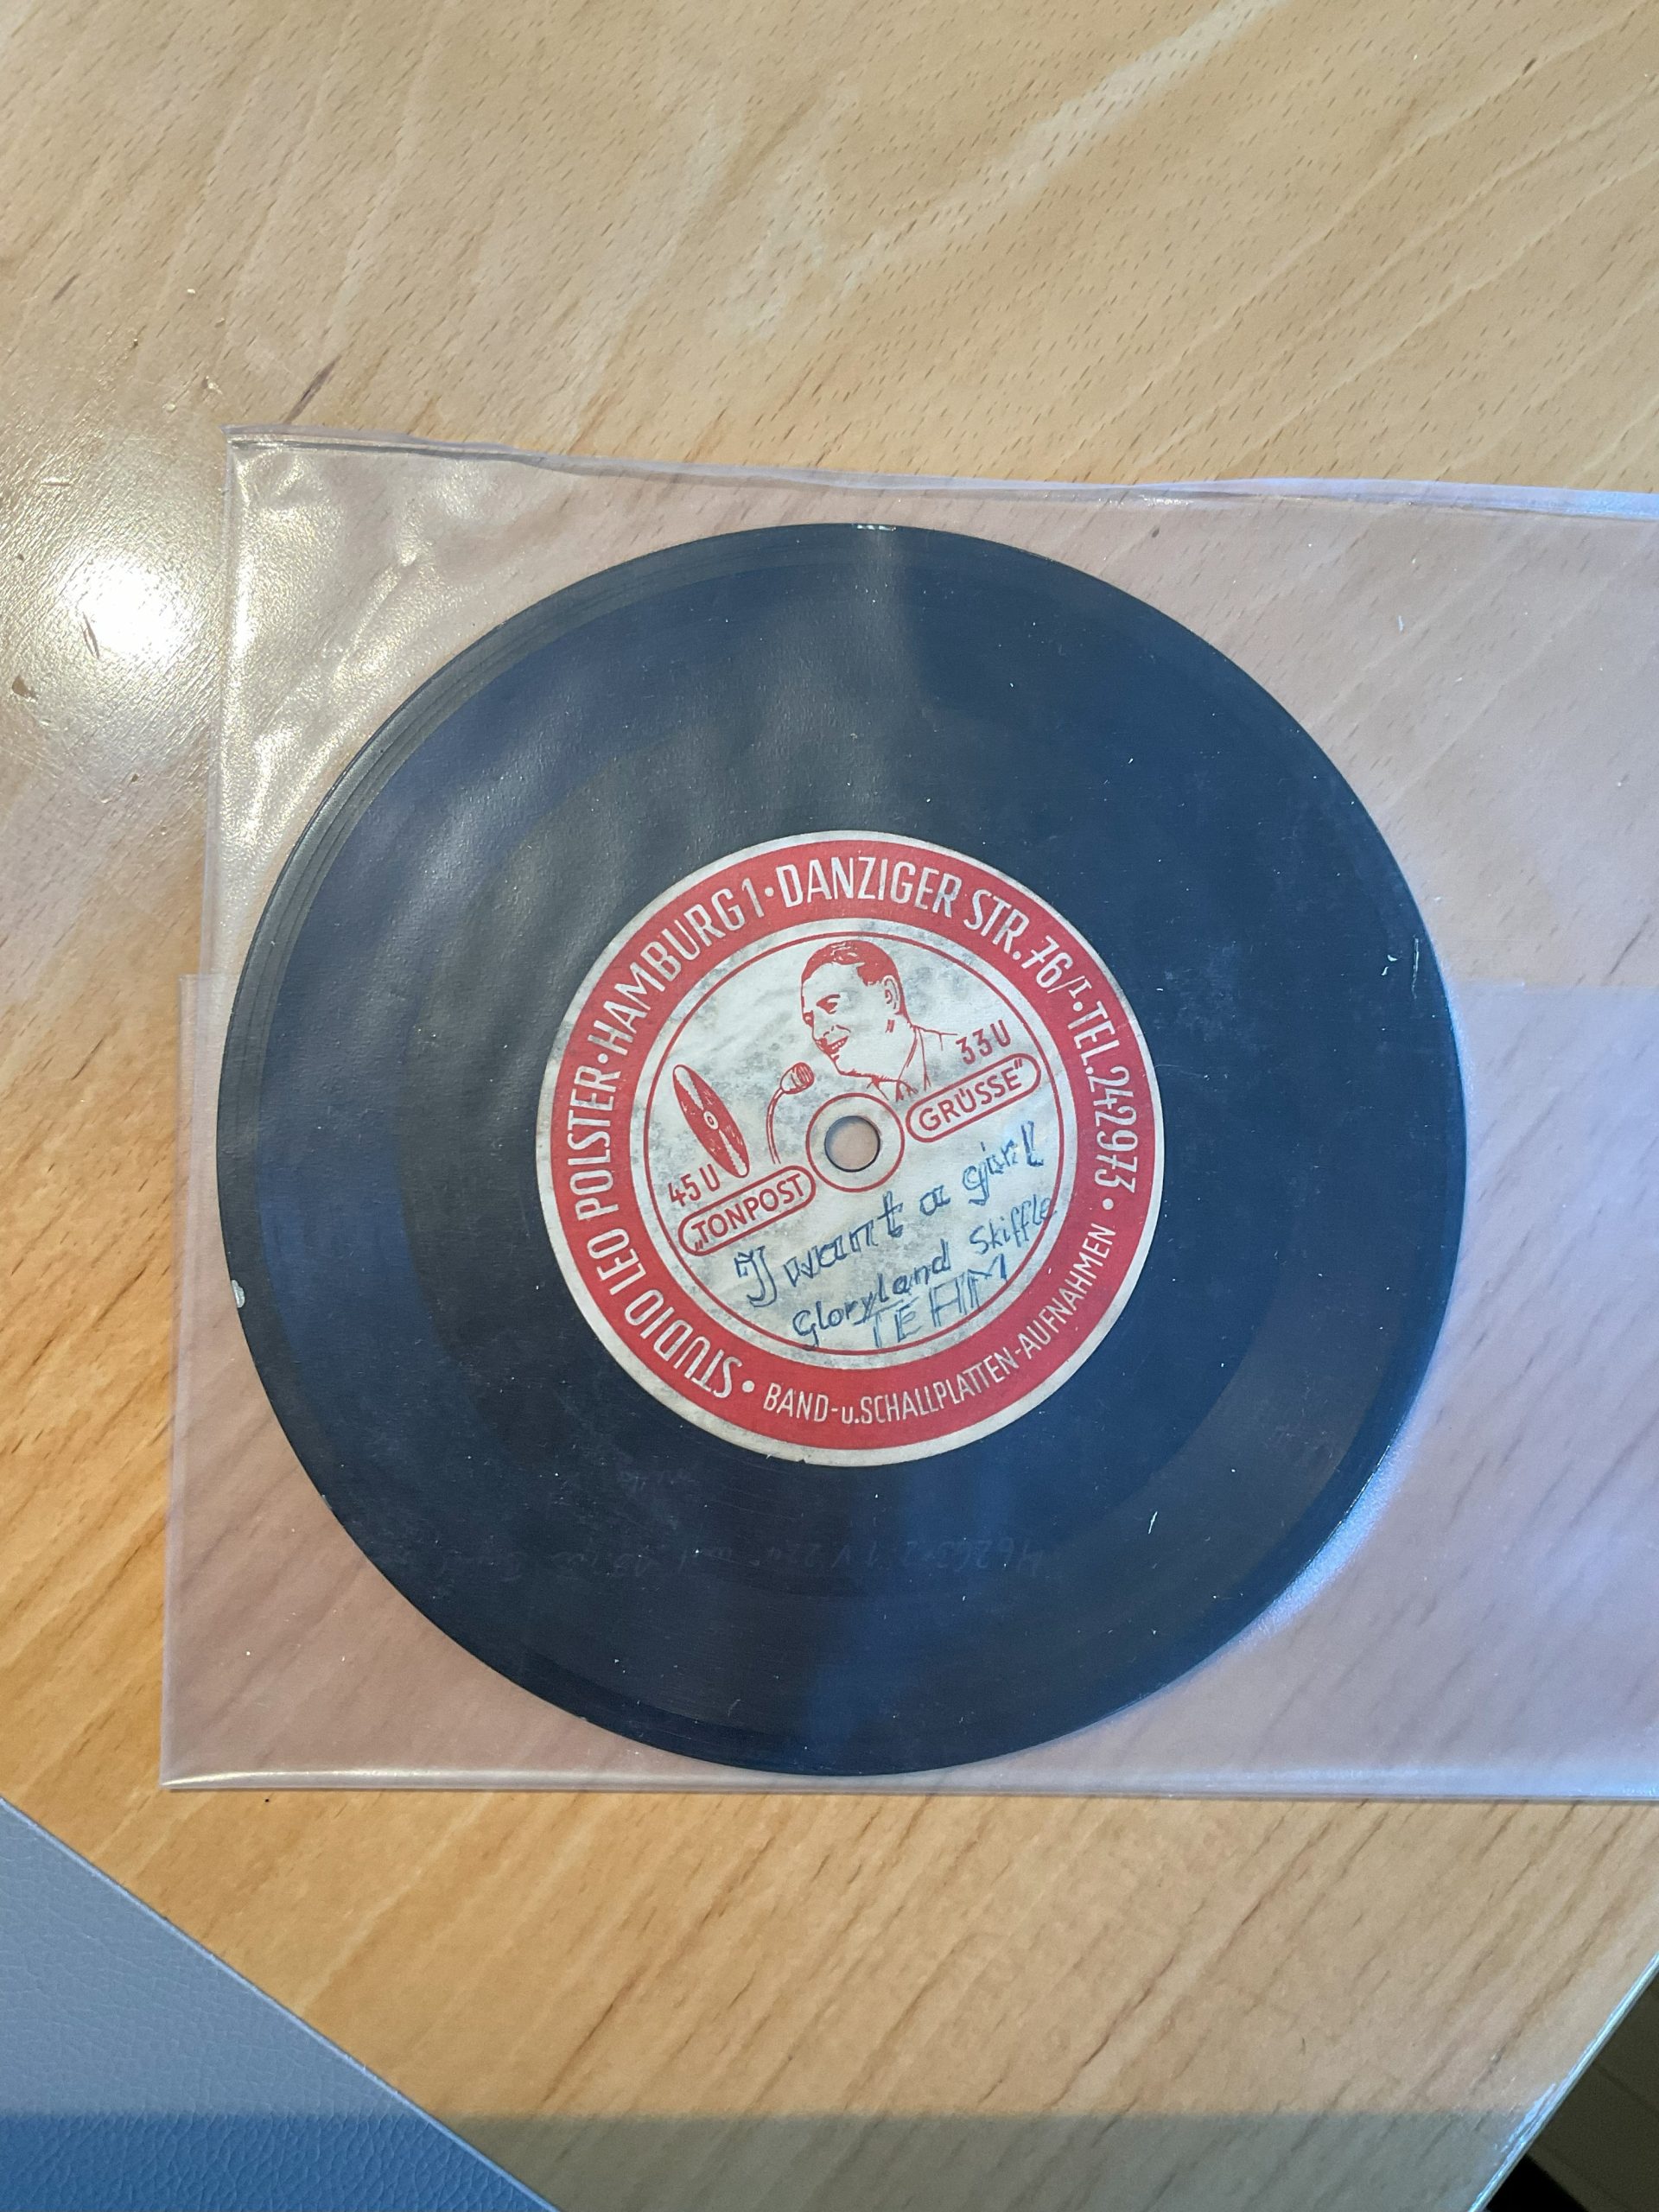 STUDIO LEO POLSTER·HAMBURG 1·DANZIGER STR. 76/I·TEL. 242973
• BAND-u.SCHALLPLATTEN-AUFNAHMEN •
45 U
33 U
„TONPOST
GRÜSSE"
I want a girl
Gloryland Skiffle
TEAM